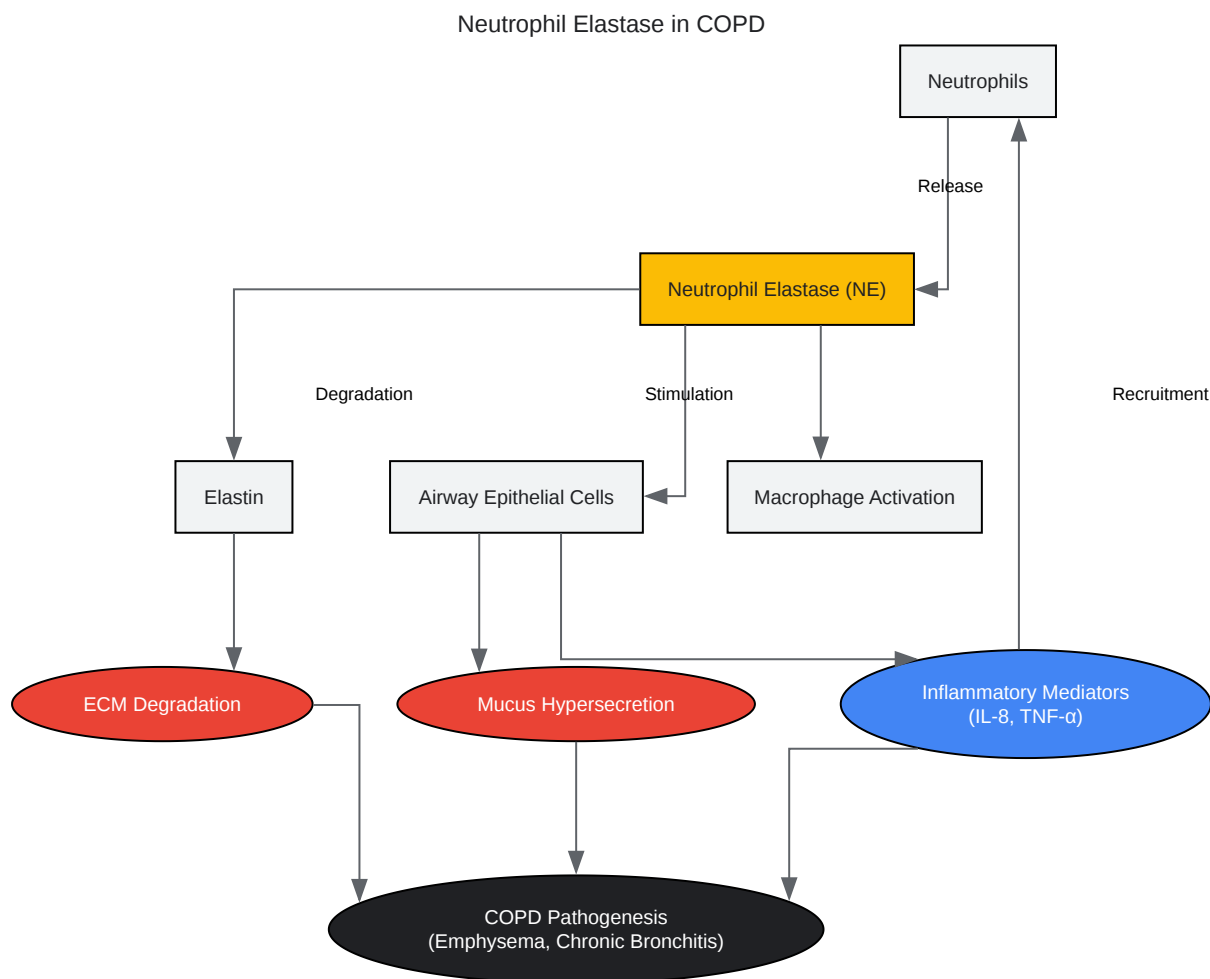 Neutrophil Elastase in COPD
Neutrophils
Release
Neutrophil Elastase (NE)
Degradation
Stimulation
Recruitment
Elastin
Airway Epithelial Cells
Macrophage Activation
ECM Degradation
Mucus Hypersecretion
Inflammatory Mediators
(IL-8, TNF-α)
COPD Pathogenesis
(Emphysema, Chronic Bronchitis)